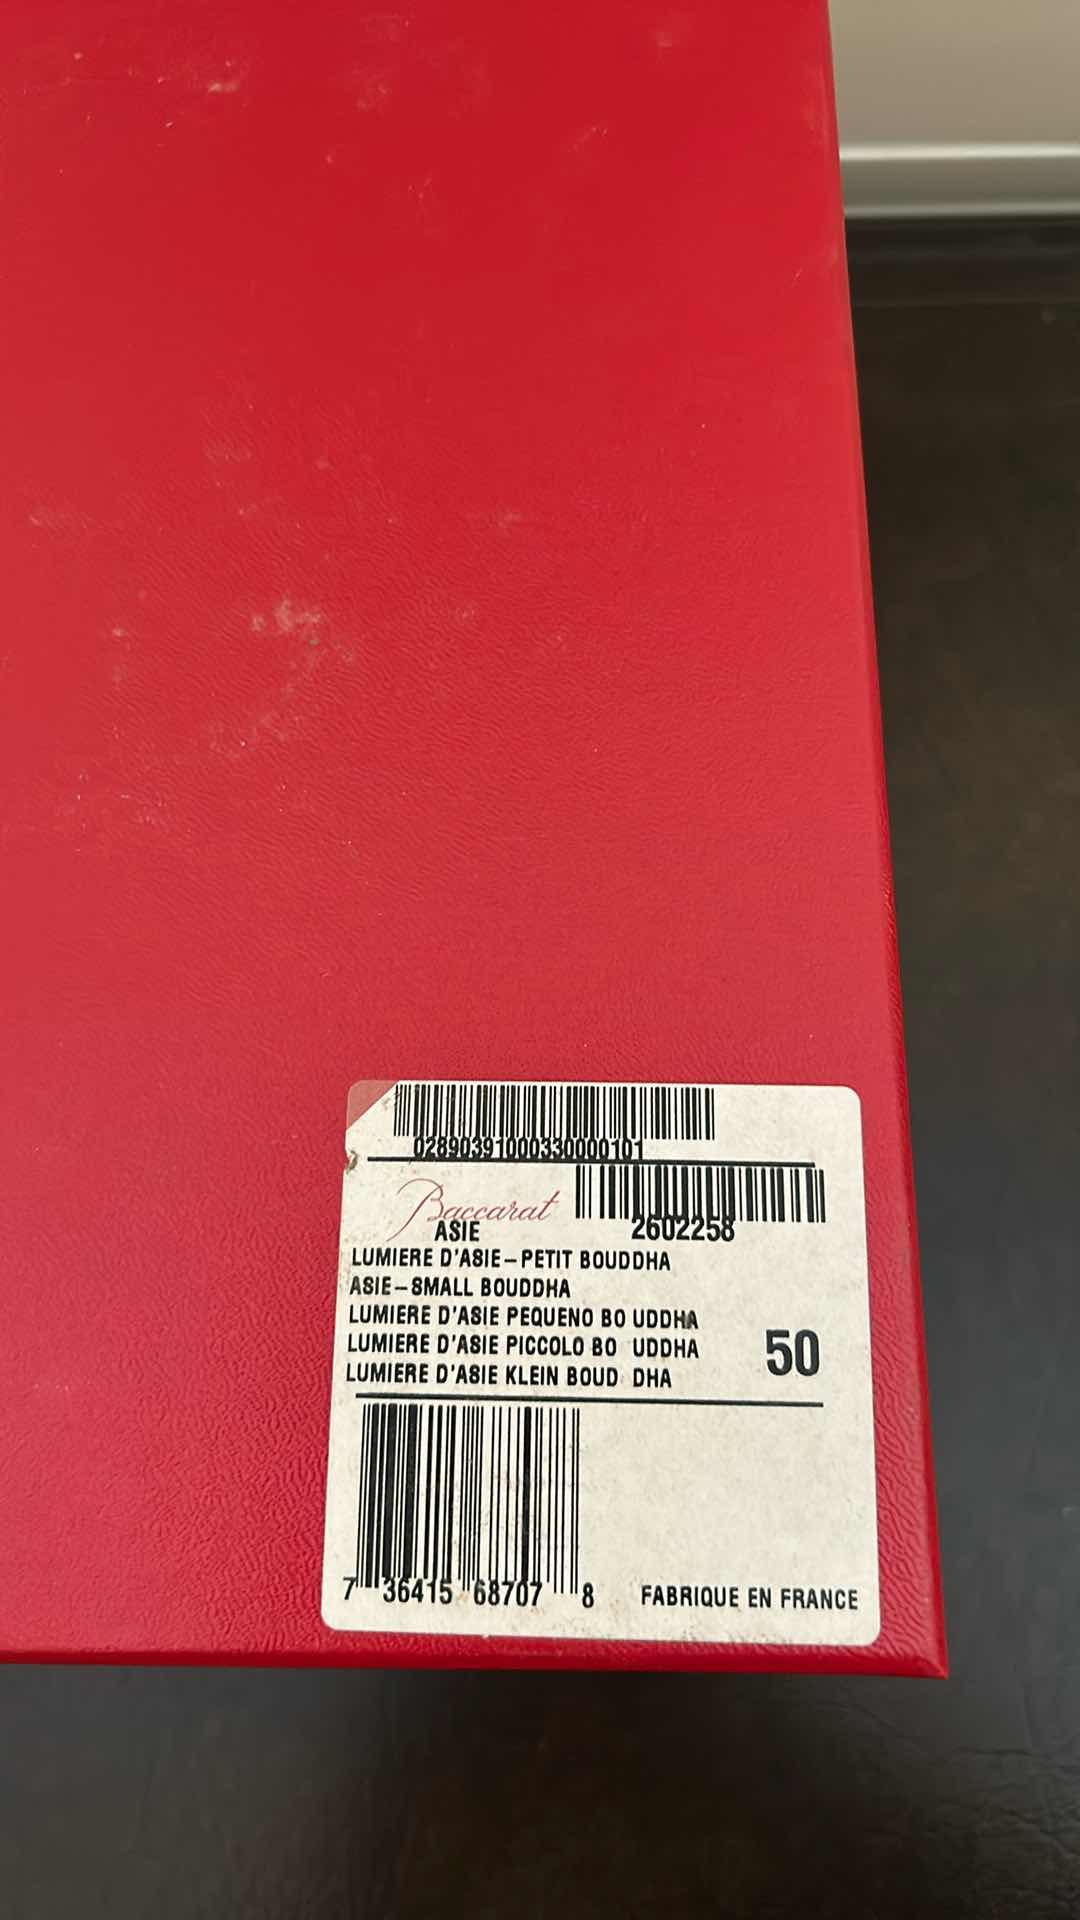 02890391000330000101
Baccarat
ASIE
2602258
LUMIERE D'ASIE-PETIT BOUDDHA
ASIE-SMALL BOUDDHA
LUMIERE D'ASIE PEQUENO BO UDDHA
LUMIERE D'ASIE PICCOLO BO UDDHA
LUMIERE D'ASIE KLEIN BOUD DHA
50
7 36415 68707 8
FABRIQUE EN FRANCE